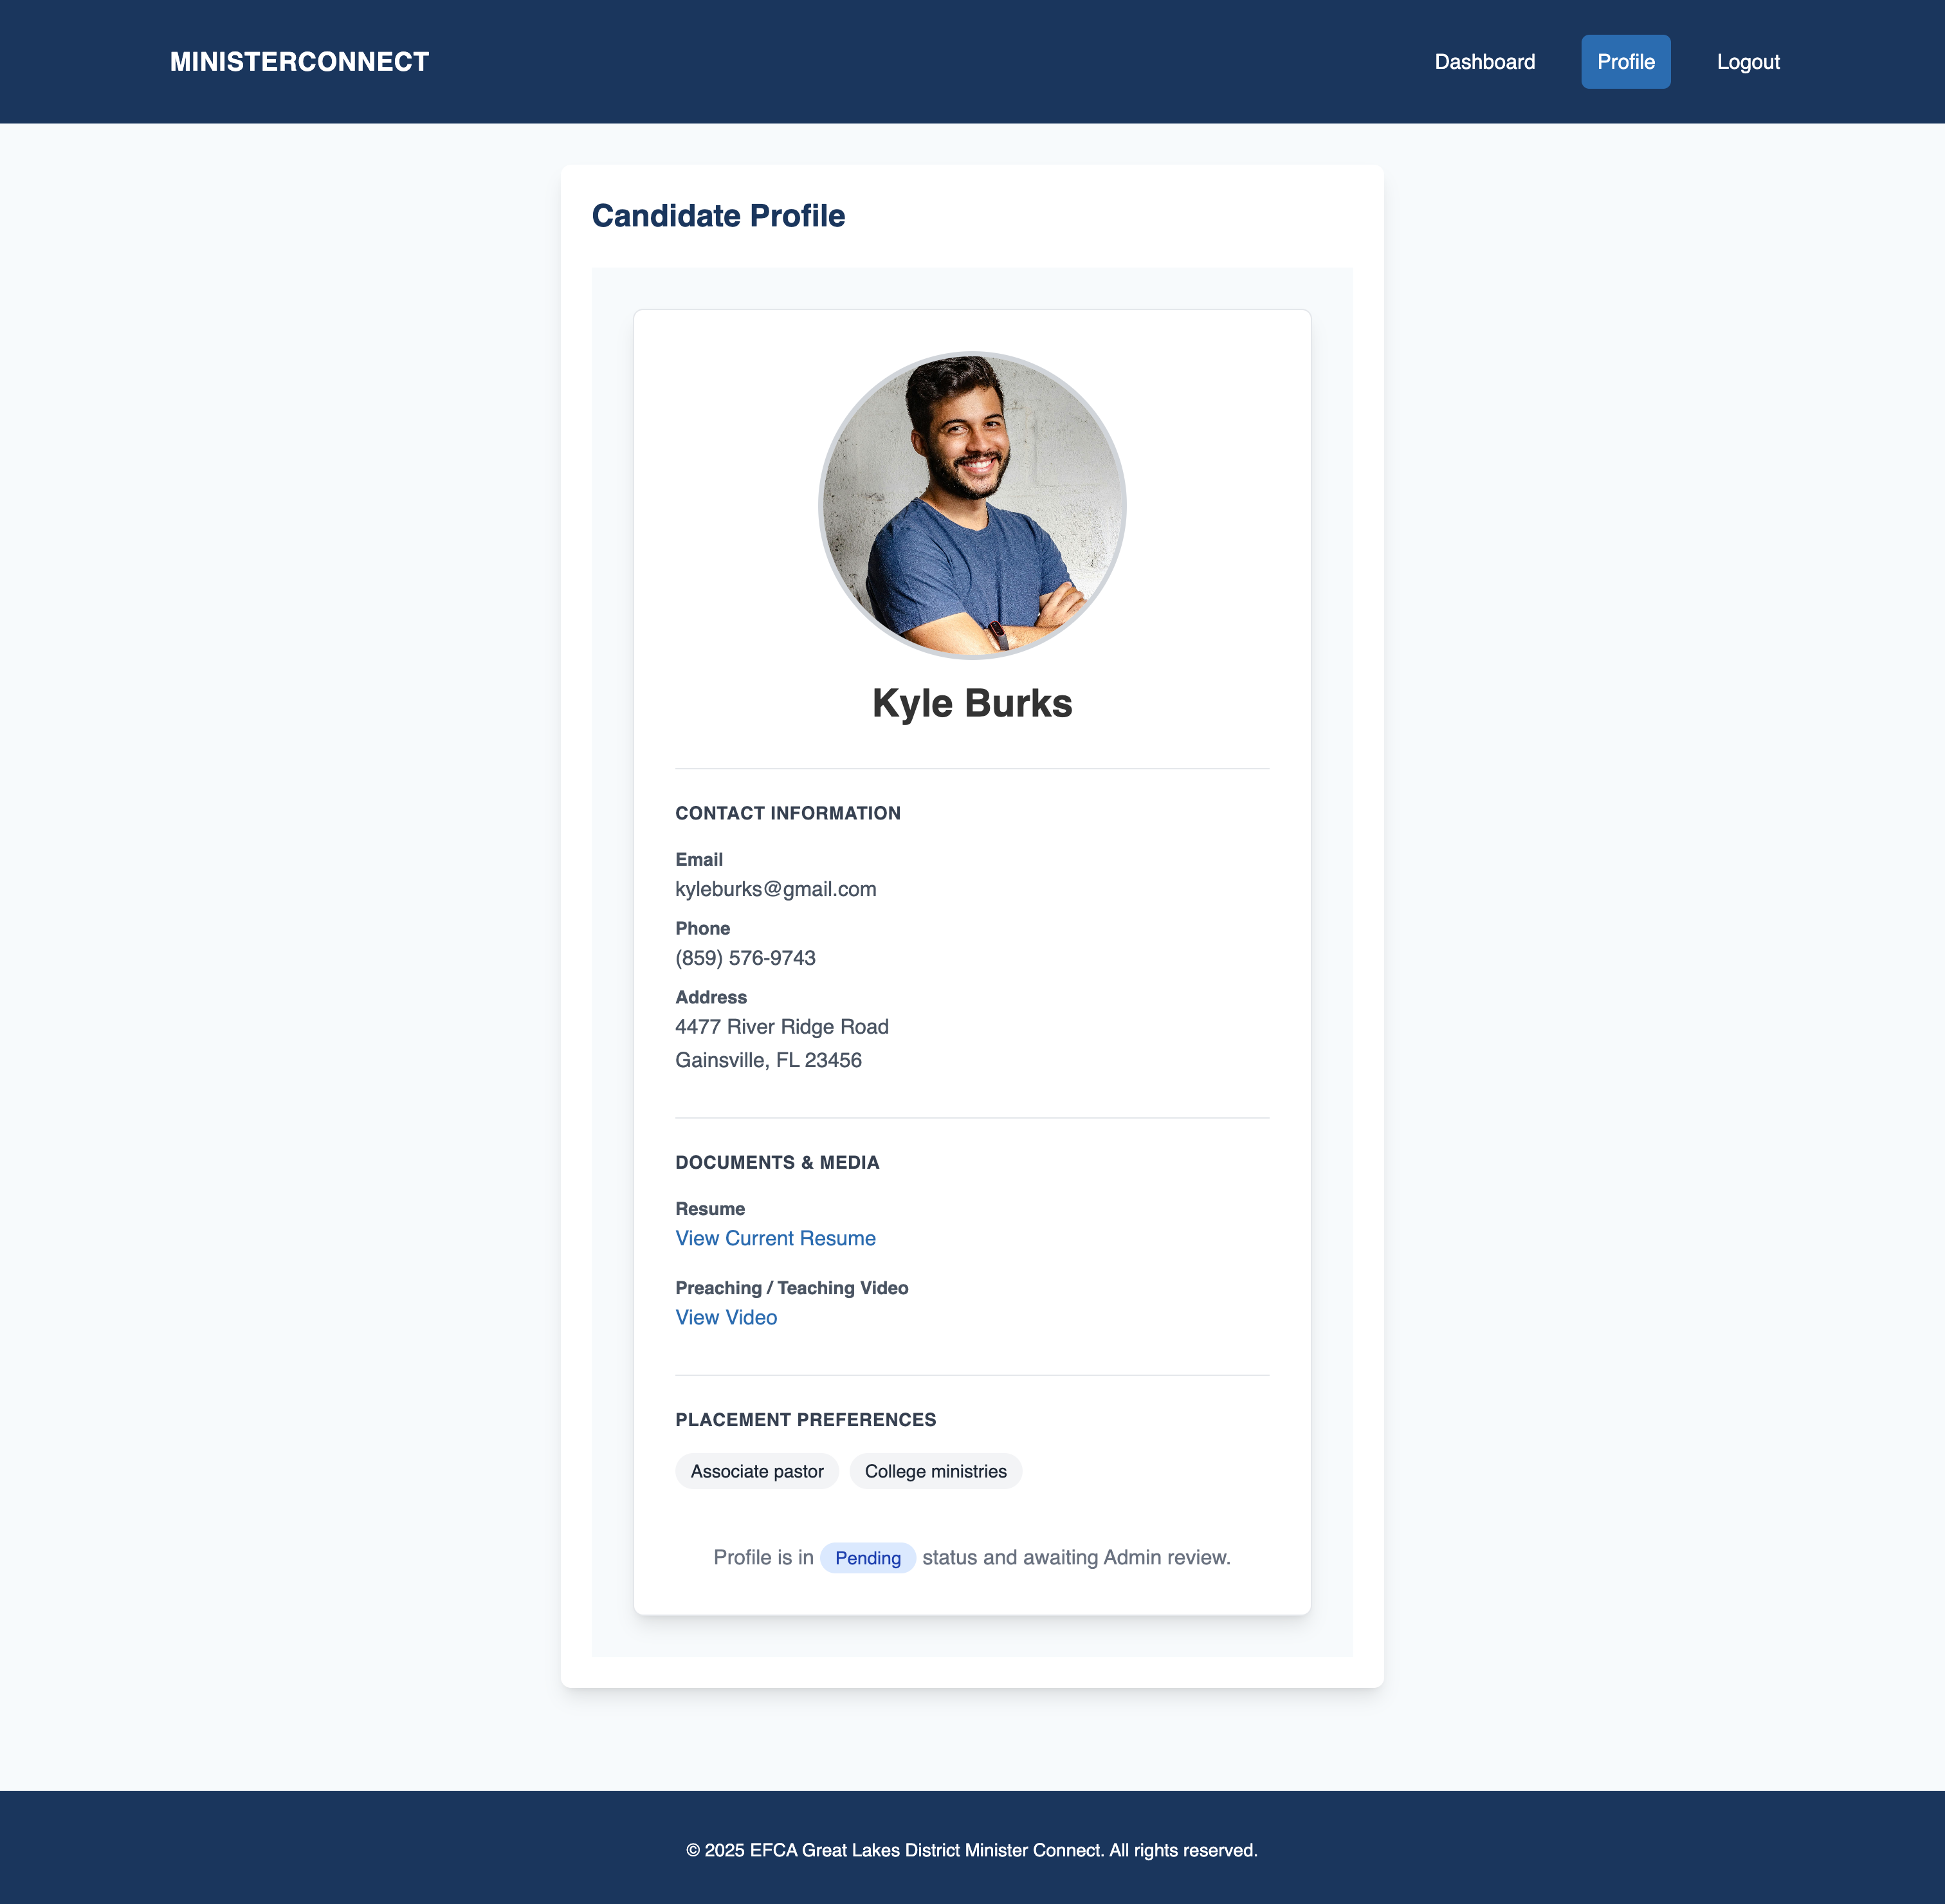 MINISTERCONNECT
Dashboard
Profile
Logout
Candidate Profile
Kyle Burks
CONTACT INFORMATION
Email
kyleburks@gmail.com
Phone
(859) 576-9743
Address
4477 River Ridge Road
Gainsville, FL 23456
DOCUMENTS & MEDIA
Resume
View Current Resume
Preaching / Teaching Video
View Video
PLACEMENT PREFERENCES
Associate pastor
College ministries
Profile is in Pending status and awaiting Admin review.
© 2025 EFCA Great Lakes District Minister Connect. All rights reserved.